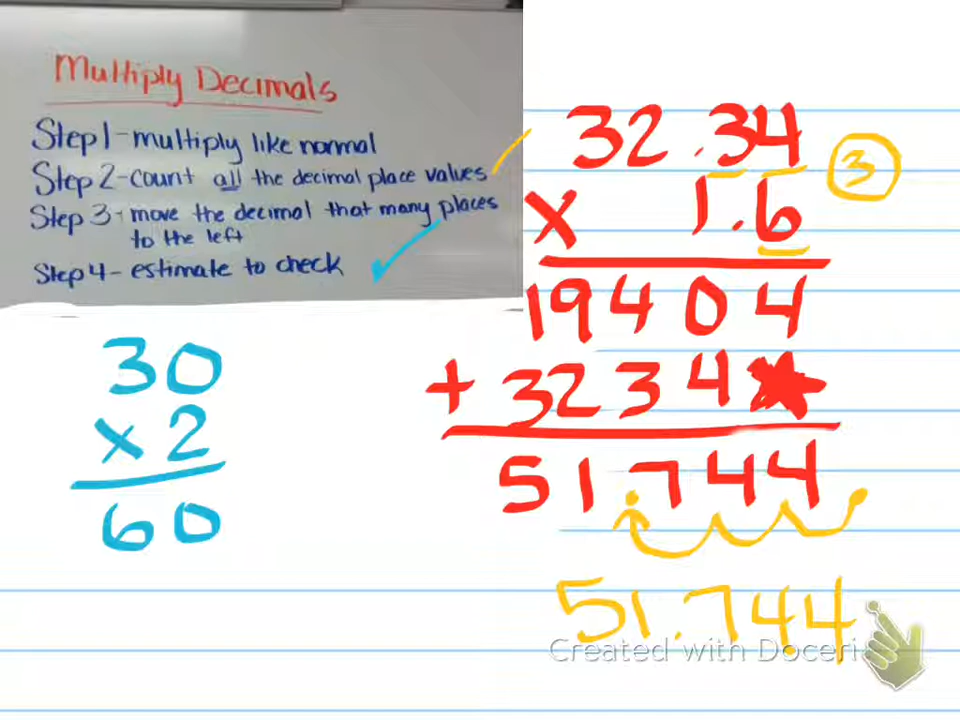 Multiply Decimals
Step 1 - multiply like normal
Step 2 - count all the decimal place values
Step 3 - move the decimal that many places
to the left
Step 4 - estimate to check
30
x 2
60
32.34
3
x 1.6
19404
+ 3234
51744
51.744
Created with Doceri